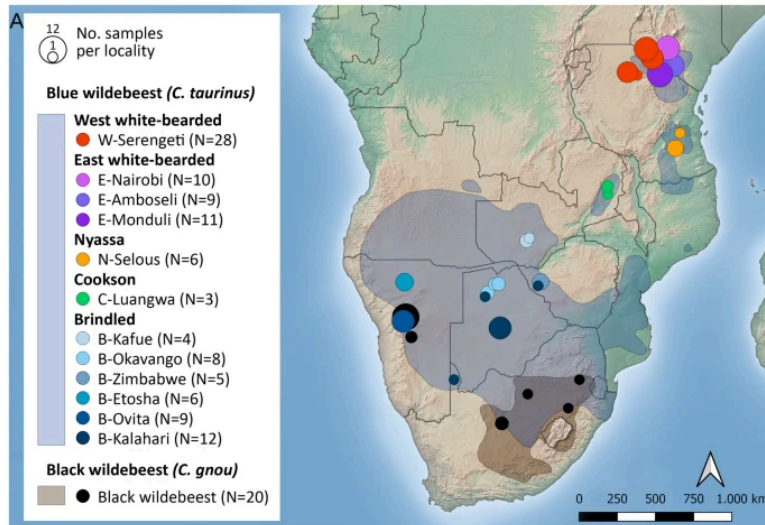 A
12
1
No. samples
per locality
Blue wildebeest (C. taurinus)
West white-bearded
W-Serengeti (N=28)
East white-bearded
E-Nairobi (N=10)
E-Amboseli (N=9)
E-Monduli (N=11)
Nyassa
N-Selous (N=6)
Cookson
C-Luangwa (N=3)
Brindled
B-Kafue (N=4)
B-Okavango (N=8)
B-Zimbabwe (N=5)
B-Etosha (N=6)
B-Ovita (N=9)
B-Kalahari (N=12)
Black wildebeest (C. gnou)
Black wildebeest (N=20)
0 250 500 750 1.000 km